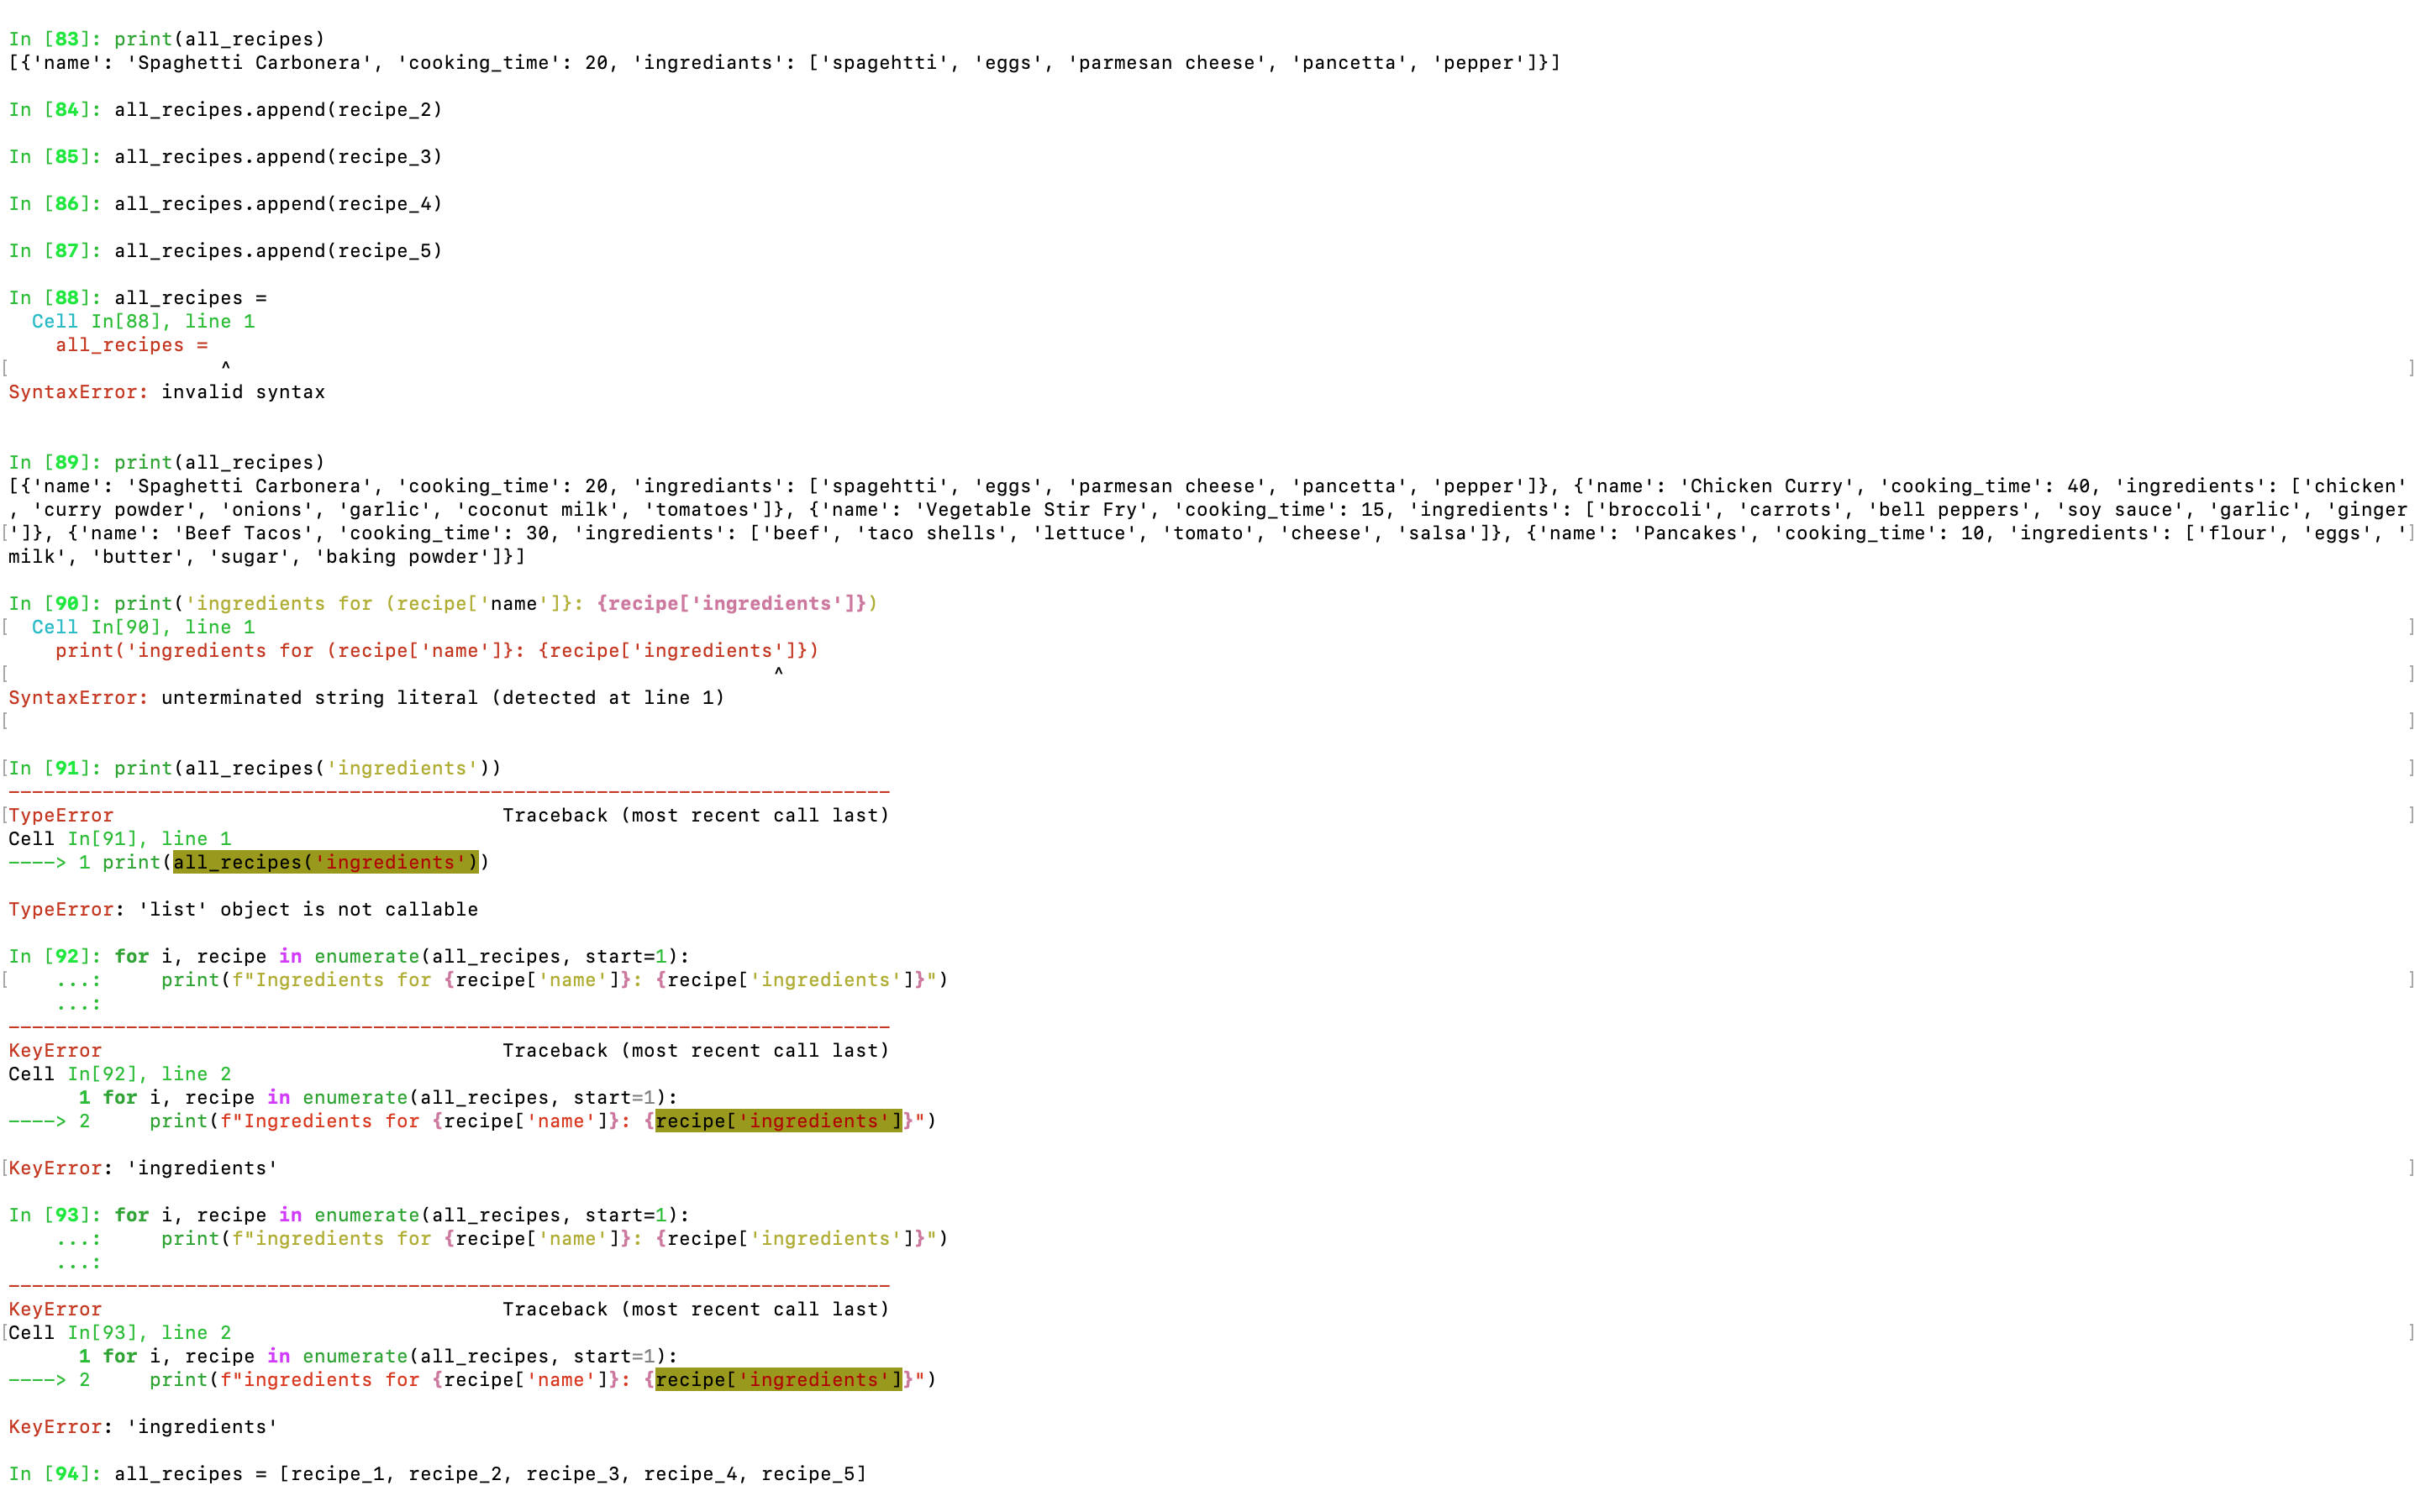 In [83]: print(all_recipes)
[{'name': 'Spaghetti Carbonera', 'cooking_time': 20, 'ingrediants': ['spagehtti', 'eggs', 'parmesan cheese', 'pancetta', 'pepper']}]
In [84]: all_recipes.append(recipe_2)
In [85]: all_recipes.append(recipe_3)
In [86]: all_recipes.append(recipe_4)
In [87]: all_recipes.append(recipe_5)
In [88]: all_recipes =
  Cell In[88], line 1
    all_recipes =
[                  ^                  ]
SyntaxError: invalid syntax
In [89]: print(all_recipes)
[{'name': 'Spaghetti Carbonera', 'cooking_time': 20, 'ingrediants': ['spagehtti', 'eggs', 'parmesan cheese', 'pancetta', 'pepper']}, {'name': 'Chicken Curry', 'cooking_time': 40, 'ingredients': ['chicken'
, 'curry powder', 'onions', 'garlic', 'coconut milk', 'tomatoes']}, {'name': 'Vegetable Stir Fry', 'cooking_time': 15, 'ingredients': ['broccoli', 'carrots', 'bell peppers', 'soy sauce', 'garlic', 'ginger
[']}, {'name': 'Beef Tacos', 'cooking_time': 30, 'ingredients': ['beef', 'taco shells', 'lettuce', 'tomato', 'cheese', 'salsa']}, {'name': 'Pancakes', 'cooking_time': 10, 'ingredients': ['flour', 'eggs', ']
milk', 'butter', 'sugar', 'baking powder']}]
In [90]: print('ingredients for (recipe['name']}: {recipe['ingredients']})
[  Cell In[90], line 1                  ]
    print('ingredients for (recipe['name']}: {recipe['ingredients']})
[                  ^                  ]
SyntaxError: unterminated string literal (detected at line 1)
[                  ]
[In [91]: print(all_recipes('ingredients'))                  ]
---------------------------------------------------------------------------
[TypeError                                 Traceback (most recent call last)                  ]
Cell In[91], line 1
----> 1 print(all_recipes('ingredients'))
TypeError: 'list' object is not callable
In [92]: for i, recipe in enumerate(all_recipes, start=1):
[    ...:     print(f"Ingredients for {recipe['name']}: {recipe['ingredients']}")                  ]
    ...:
---------------------------------------------------------------------------
KeyError                                  Traceback (most recent call last)
Cell In[92], line 2
      1 for i, recipe in enumerate(all_recipes, start=1):
----> 2     print(f"Ingredients for {recipe['name']}: {recipe['ingredients']}")
[KeyError: 'ingredients'                  ]
In [93]: for i, recipe in enumerate(all_recipes, start=1):
    ...:     print(f"ingredients for {recipe['name']}: {recipe['ingredients']}")
    ...:
---------------------------------------------------------------------------
KeyError                                  Traceback (most recent call last)
[Cell In[93], line 2                  ]
      1 for i, recipe in enumerate(all_recipes, start=1):
----> 2     print(f"ingredients for {recipe['name']}: {recipe['ingredients']}")
KeyError: 'ingredients'
In [94]: all_recipes = [recipe_1, recipe_2, recipe_3, recipe_4, recipe_5]